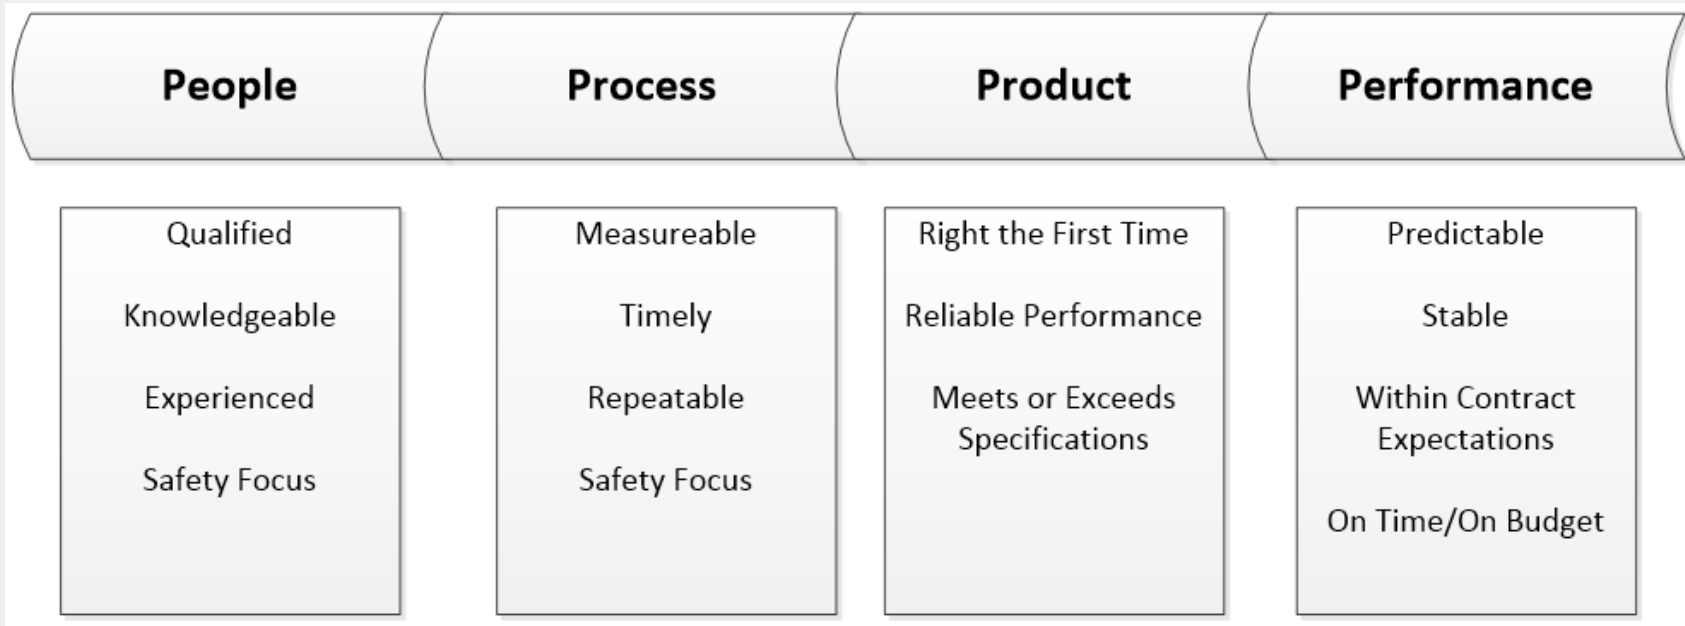 People
Process
Product
Performance
Qualified
Knowledgeable
Experienced
Safety Focus
Measureable
Timely
Repeatable
Safety Focus
Right the First Time
Reliable Performance
Meets or Exceeds
Specifications
Predictable
Stable
Within Contract
Expectations
On Time/On Budget